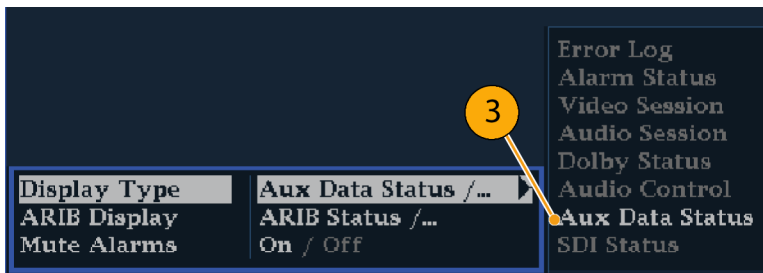 3
Display Type
Aux Data Status /...
ARIB Display
ARIB Status /...
Mute Alarms
On / Off
Error Log
Alarm Status
Video Session
Audio Session
Dolby Status
Audio Control
Aux Data Status
SDI Status